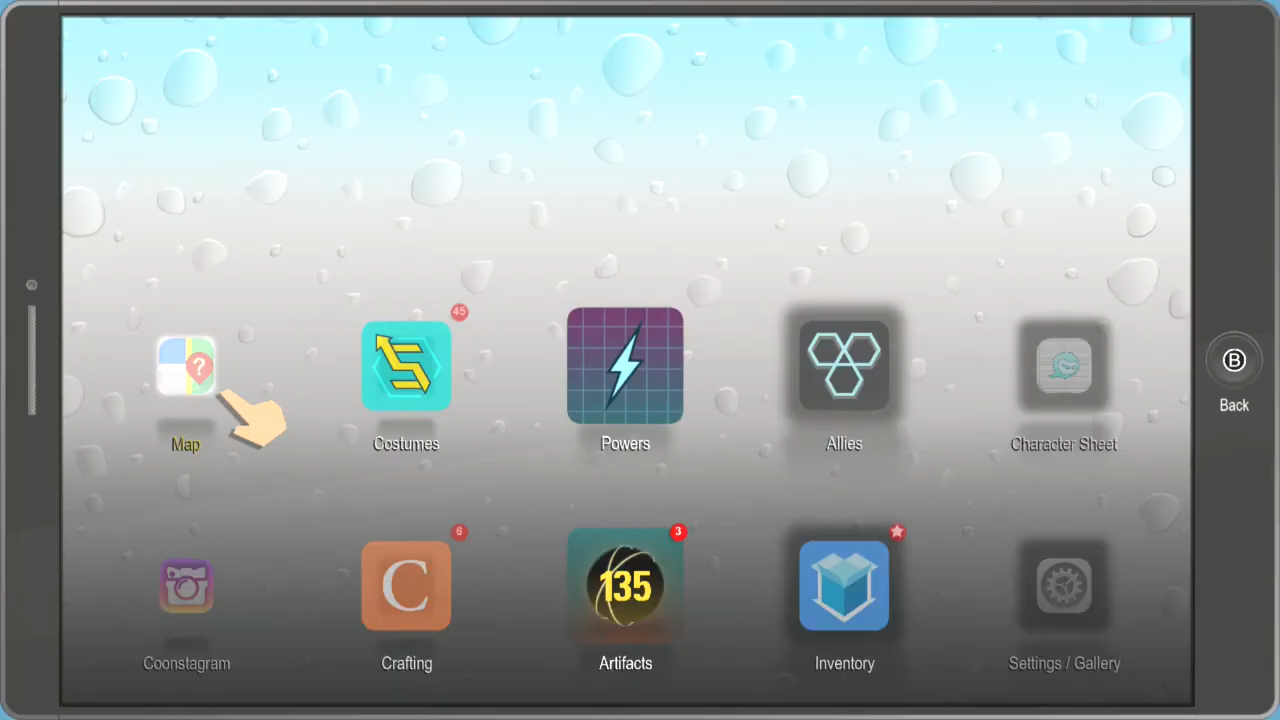 45
?
Map
Costumes
Powers
Allies
Character Sheet
B
Back
6
3
C
135
Coonstagram
Crafting
Artifacts
Inventory
Settings / Gallery